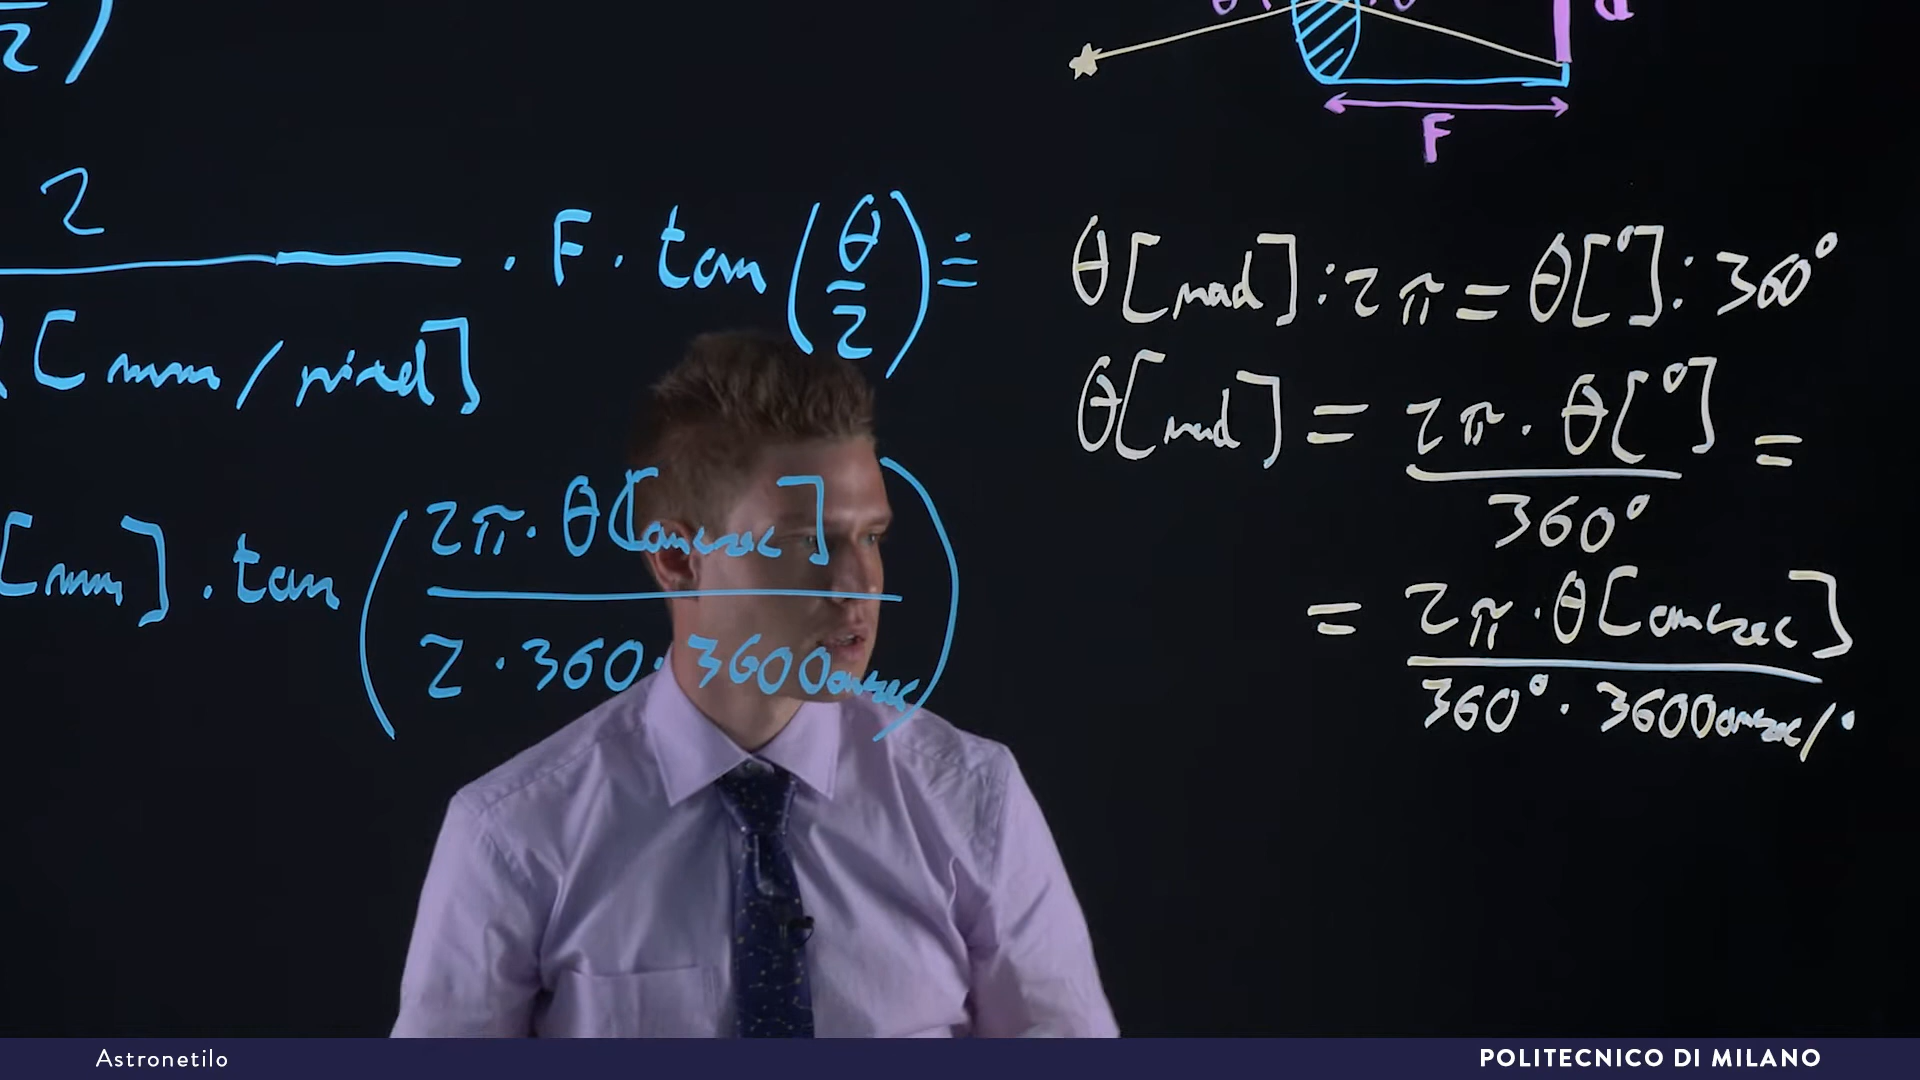 2)
θ
d
F
2
· F · tan(θ/2) =
[mm/pixel]
[mm] · tan(2π · θ[arcsec] / 2 · 360 · 3600arcsec)
θ[rad] : 2π = θ[°] : 360°
θ[rad] = 2π · θ[°] / 360° =
= 2π · θ[arcsec] / 360° · 3600arcsec/°
Astronetilo
POLITECNICO DI MILANO